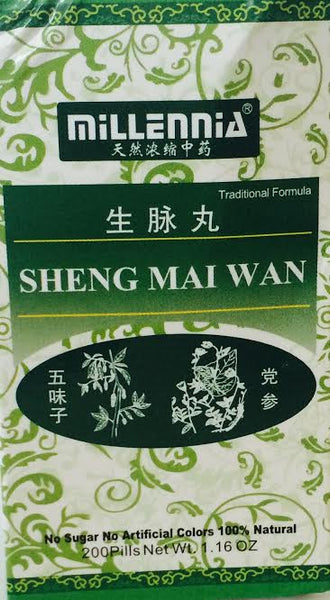 MiLLENNiA®
天然浓缩中药
Traditional Formula
生脉丸
SHENG MAI WAN
五味子
党参
No Sugar No Artificial Colors 100% Natural
200Pills Net Wt. 1.16 OZ